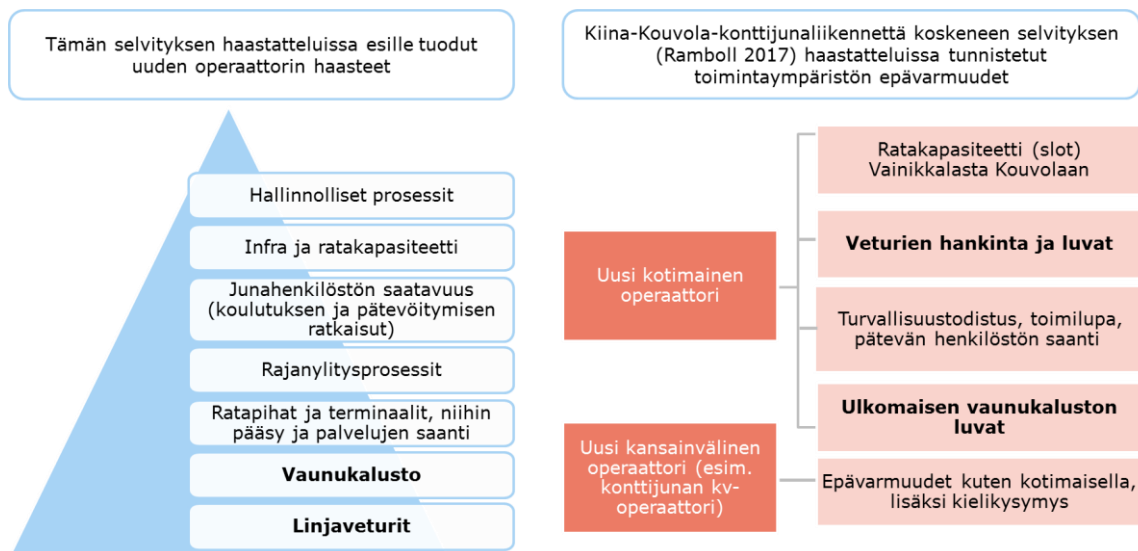 Tämän selvityksen haastatteluissa esille tuodut
uuden operaattorin haasteet
Hallinnolliset prosessit
Infra ja ratakapasiteetti
Junahenkilöstön saatavuus
(koulutuksen ja pätevöitymisen
ratkaisut)
Rajanylitysprosessit
Ratapihat ja terminaalit, niihin
pääsy ja palvelujen saanti
Vaunukalusto
Linjaveturit
Kiina-Kouvola-konttijunaliikennettä koskeneen selvityksen
(Ramboll 2017) haastatteluissa tunnistetut
toimintaympäristön epävarmuudet
Uusi kotimainen
operaattori
Ratakapasiteetti (slot)
Vainikkalasta Kouvolaan
Veturien hankinta ja luvat
Turvallisuustodistus, toimilupa,
pätevän henkilöstön saanti
Ulkomaisen vaunukaluston
luvat
Uusi kansainvälinen
operaattori (esim.
konttijunan kv-
operaattori)
Epävarmuudet kuten kotimaisella,
lisäksi kielikysymys